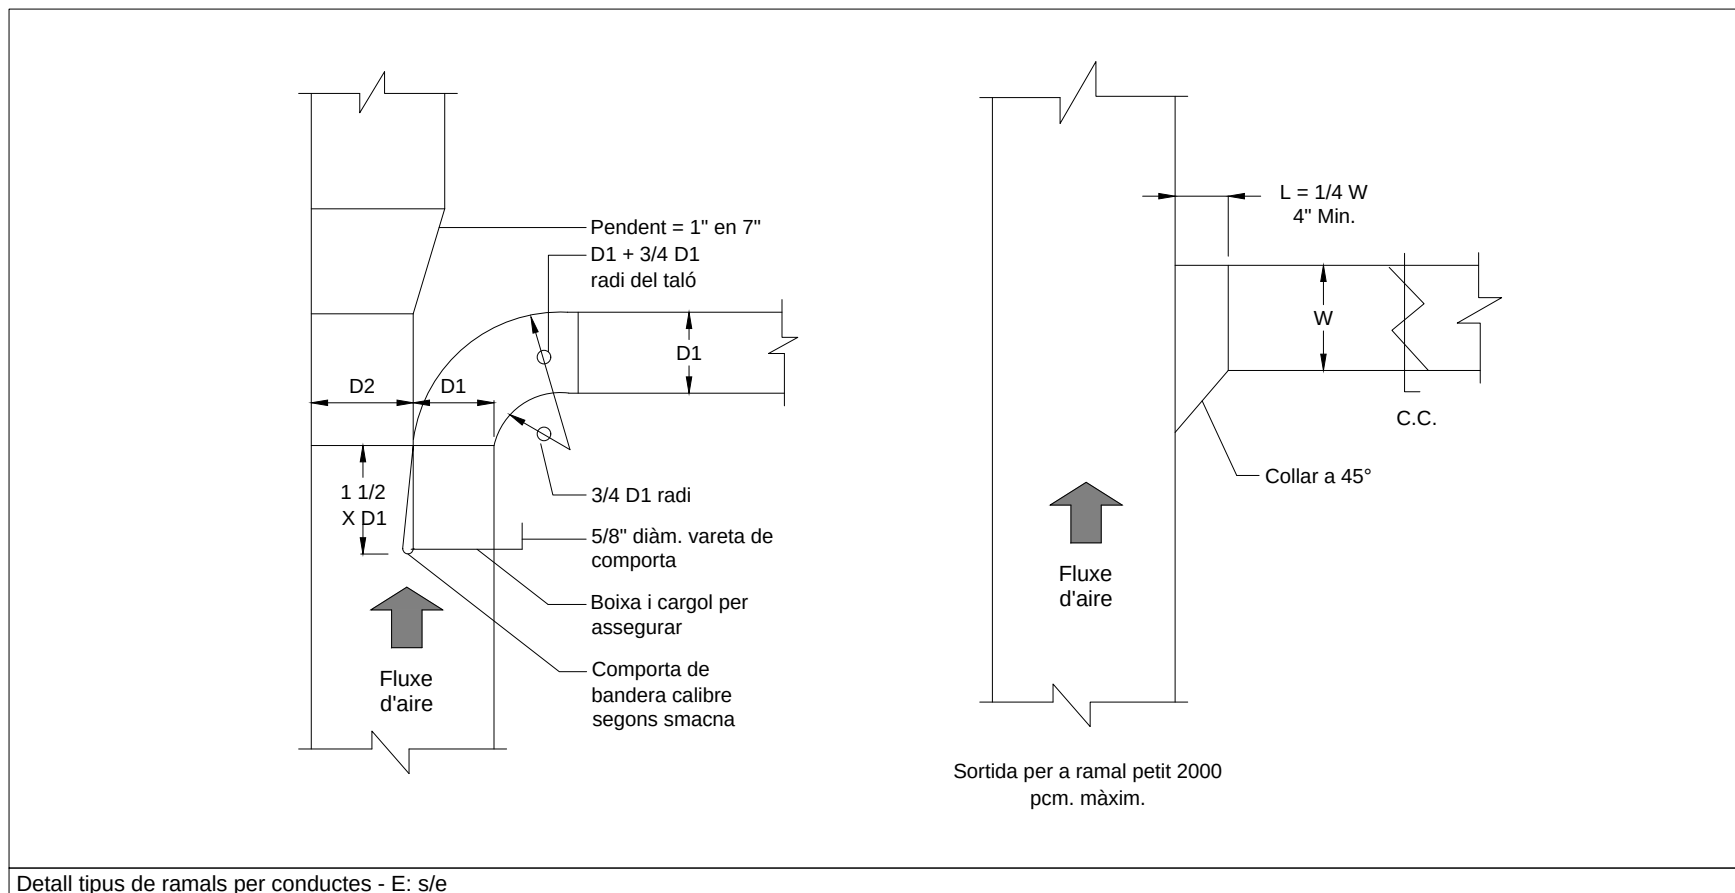 Pendent = 1" en 7"
D1 + 3/4 D1
radi del taló
D1
D2
D1
1 1/2
X D1
3/4 D1 radi
5/8" diàm. vareta de
comporta
Boixa i cargol per
assegurar
Comporta de
bandera calibre
segons smacna
Fluxe
d'aire
L = 1/4 W
4" Min.
W
C.C.
Collar a 45°
Fluxe
d'aire
Sortida per a ramal petit 2000
pcm. màxim.
Detall tipus de ramals per conductes - E: s/e